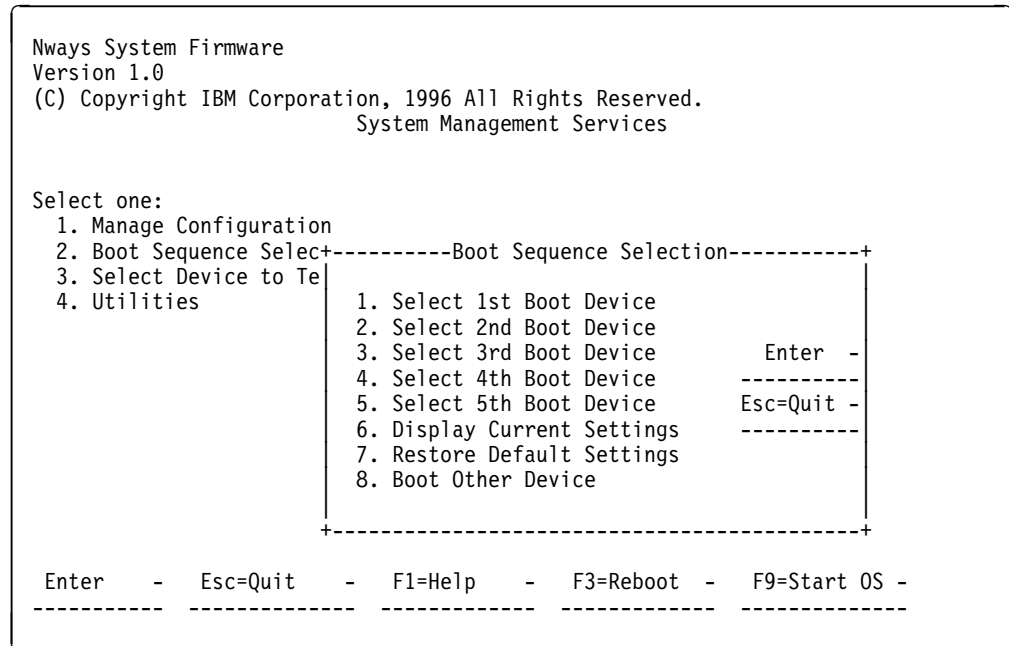 Nways System Firmware
Version 1.0
(C) Copyright IBM Corporation, 1996 All Rights Reserved.
System Management Services
Select one:
1. Manage Configuration
2. Boot Sequence Selec+----------Boot Sequence Selection-----------+
3. Select Device to Te
4. Utilities
1. Select 1st Boot Device
2. Select 2nd Boot Device
3. Select 3rd Boot Device Enter -
4. Select 4th Boot Device ----------
5. Select 5th Boot Device Esc=Quit -
6. Display Current Settings ----------
7. Restore Default Settings
8. Boot Other Device
+--------------------------------------------+
Enter - Esc=Quit - F1=Help - F3=Reboot - F9=Start OS -
----------- -------------- ------------- ------------- --------------